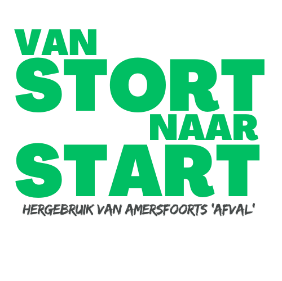 VAN
STORT
NAAR
START
HERGEBRUIK VAN AMERSFOORTS 'AFVAL'